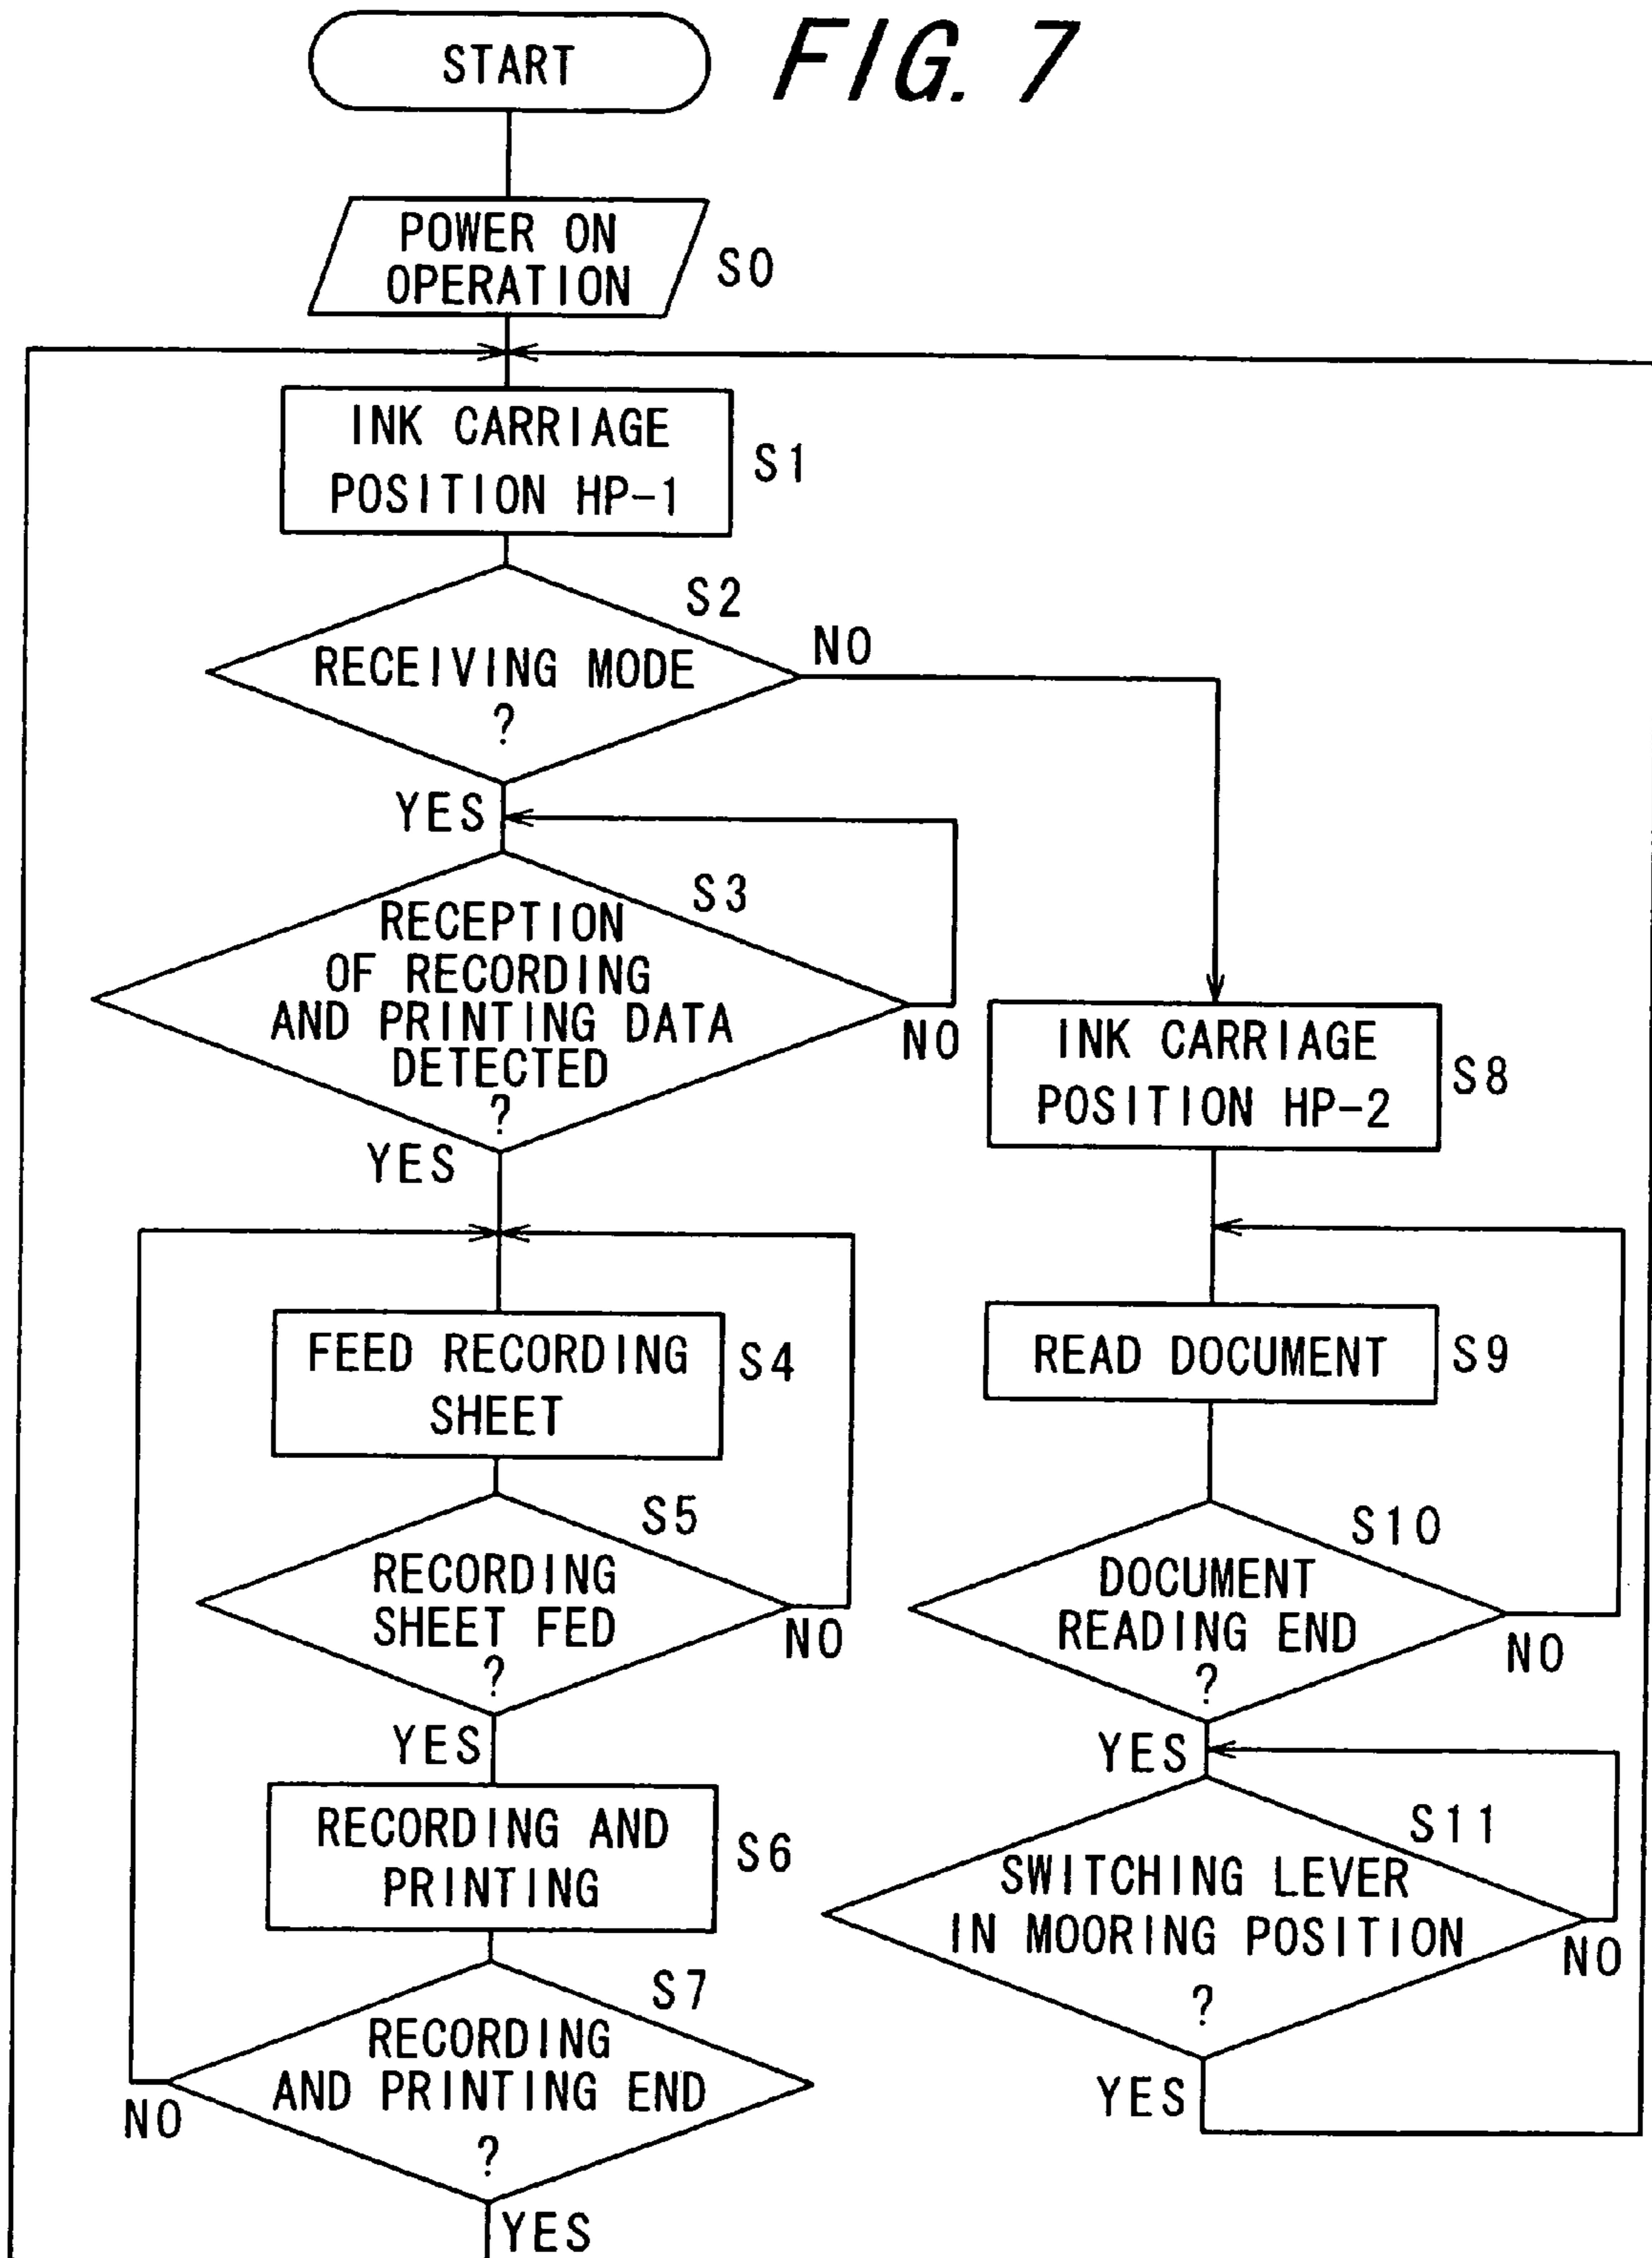 START
FIG. 7
POWER ON
OPERATION
S0
INK CARRIAGE
POSITION HP-1
S1
S2
RECEIVING MODE
?
NO
YES
S3
RECEPTION
OF RECORDING
AND PRINTING DATA
DETECTED
?
NO
YES
FEED RECORDING
SHEET
S4
S5
RECORDING
SHEET FED
?
NO
YES
RECORDING AND
PRINTING
S6
S7
RECORDING
AND PRINTING END
?
NO
YES
INK CARRIAGE
POSITION HP-2
S8
READ DOCUMENT
S9
S10
DOCUMENT
READING END
?
NO
YES
S11
SWITCHING LEVER
IN MOORING POSITION
?
NO
YES